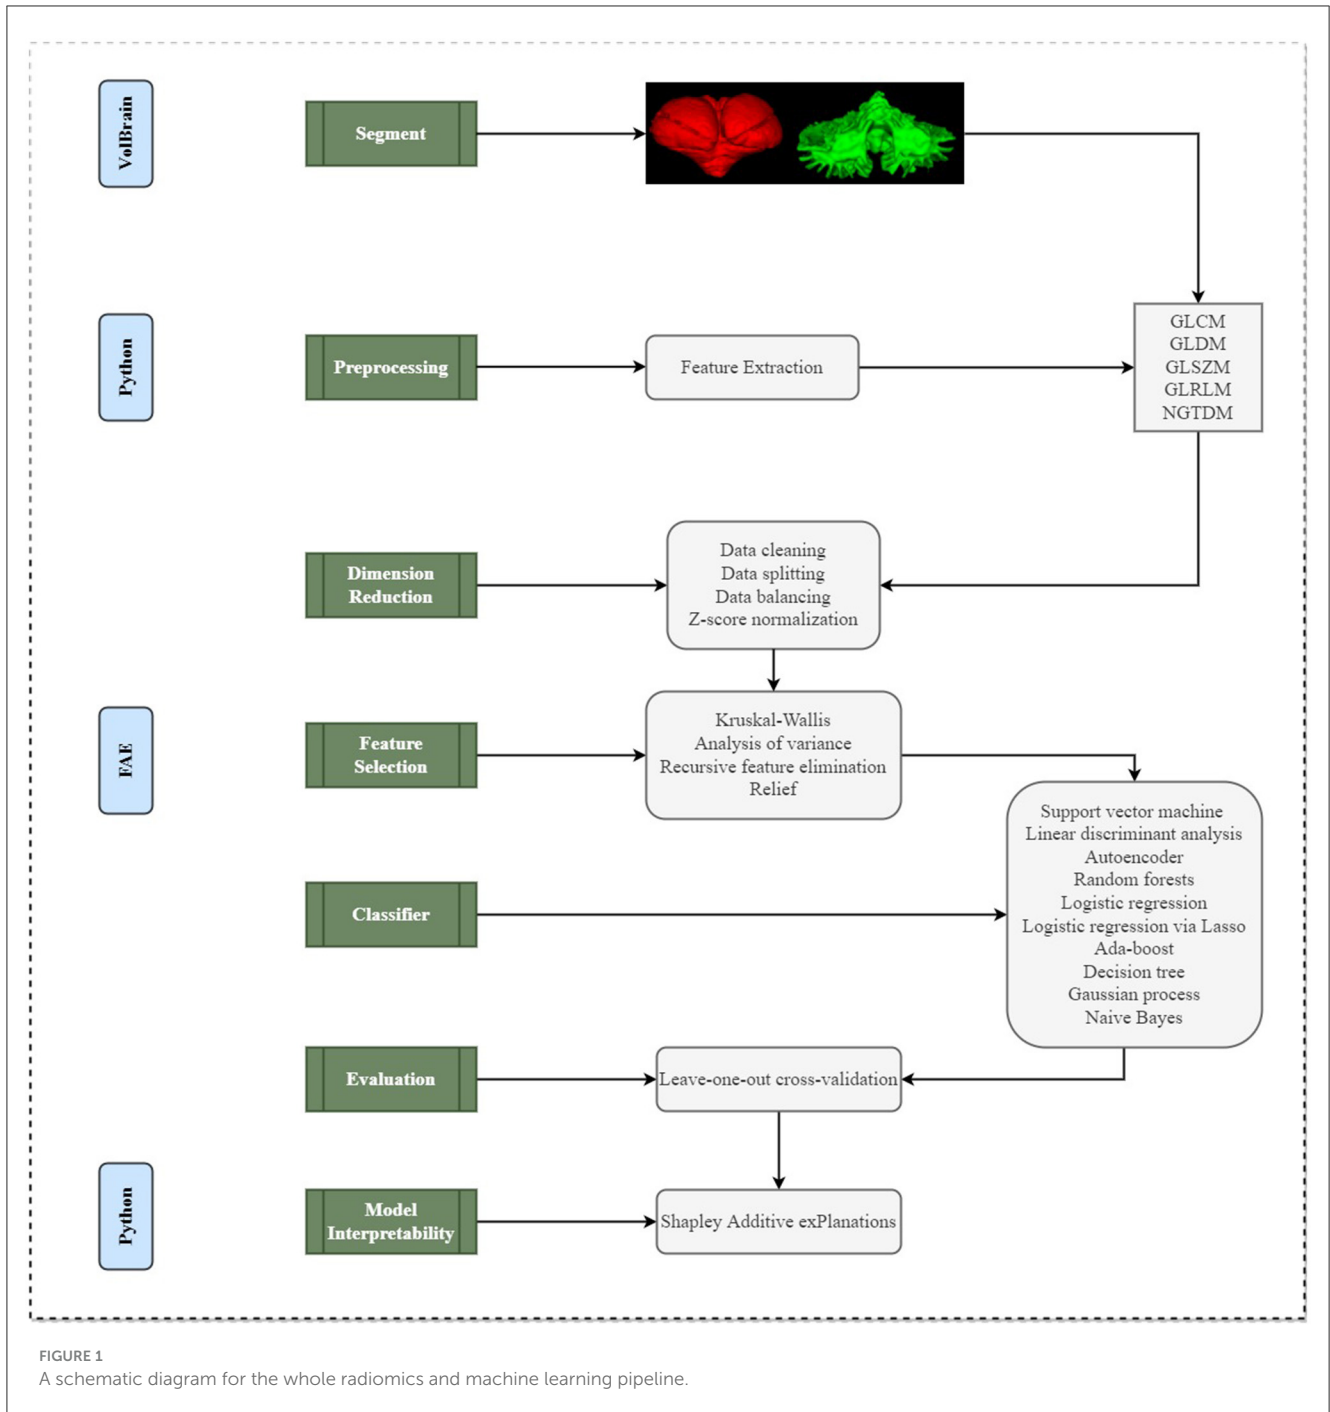 VolBrain
Segment
Python
Preprocessing
Feature Extraction
GLCM
GLDM
GLSZM
GLRLM
NGTDM
Dimension
Reduction
Data cleaning
Data splitting
Data balancing
Z-score normalization
FAE
Feature
Selection
Kruskal-Wallis
Analysis of variance
Recursive feature elimination
Relief
Classifier
Support vector machine
Linear discriminant analysis
Autoencoder
Random forests
Logistic regression
Logistic regression via Lasso
Ada-boost
Decision tree
Gaussian process
Naive Bayes
Evaluation
Leave-one-out cross-validation
Python
Model
Interpretability
Shapley Additive exPlanations
FIGURE 1
A schematic diagram for the whole radiomics and machine learning pipeline.